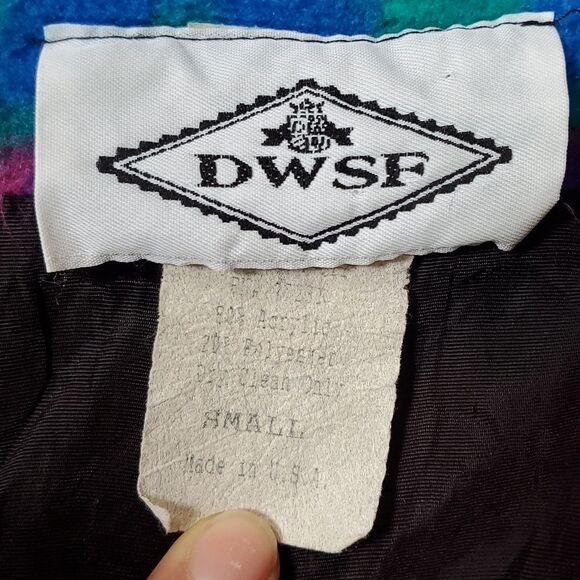 DWSF
80% Acrylic
20% Polyester
Dry Clean Only
SMALL
Made in U.S.A.